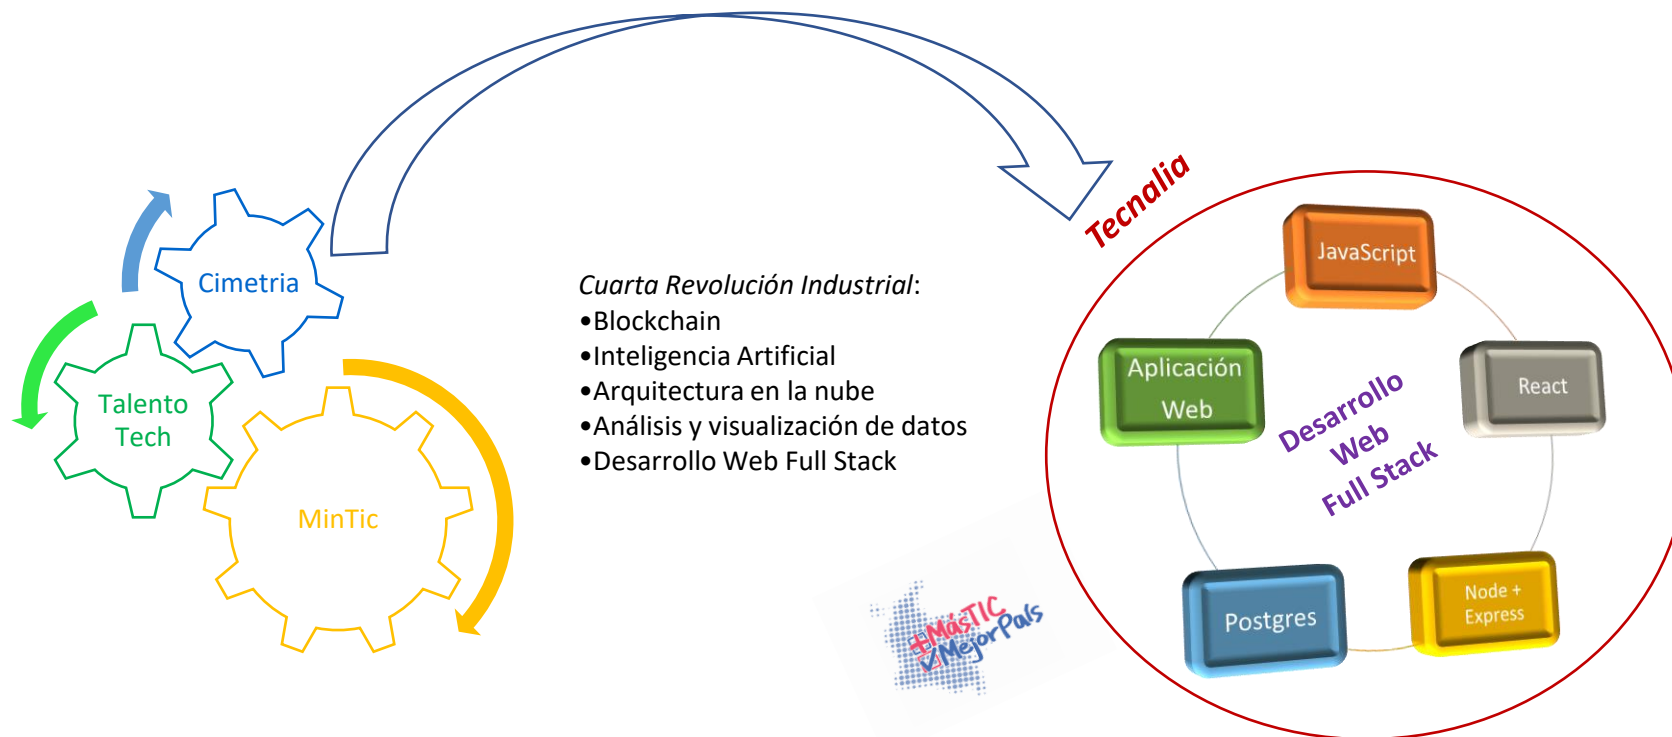 Cimetria
Talento
Tech
MinTic
Cuarta Revolución Industrial:
•Blockchain
•Inteligencia Artificial
•Arquitectura en la nube
•Análisis y visualización de datos
•Desarrollo Web Full Stack
+MásTIC
MejorPaís
Tecnalia
JavaScript
React
Node +
Express
Postgres
Aplicación
Web
Desarrollo
Web
Full Stack